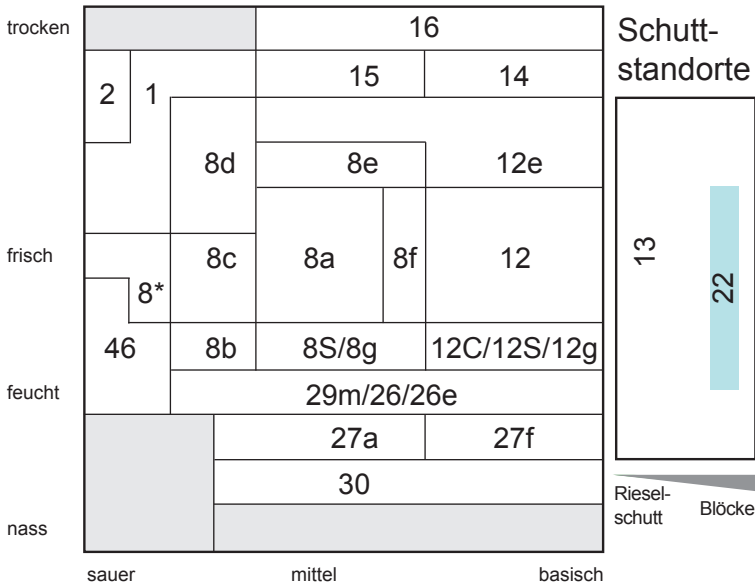 trocken
16
Schutt-
standorte
2
1
15
14
8d
8e
12e
frisch
8c
8a
8f
12
13
22
8*
46
8b
8S/8g
12C/12S/12g
feucht
29m/26/26e
27a
27f
30
Riesel-
schutt
Blöcke
nass
sauer
mittel
basisch